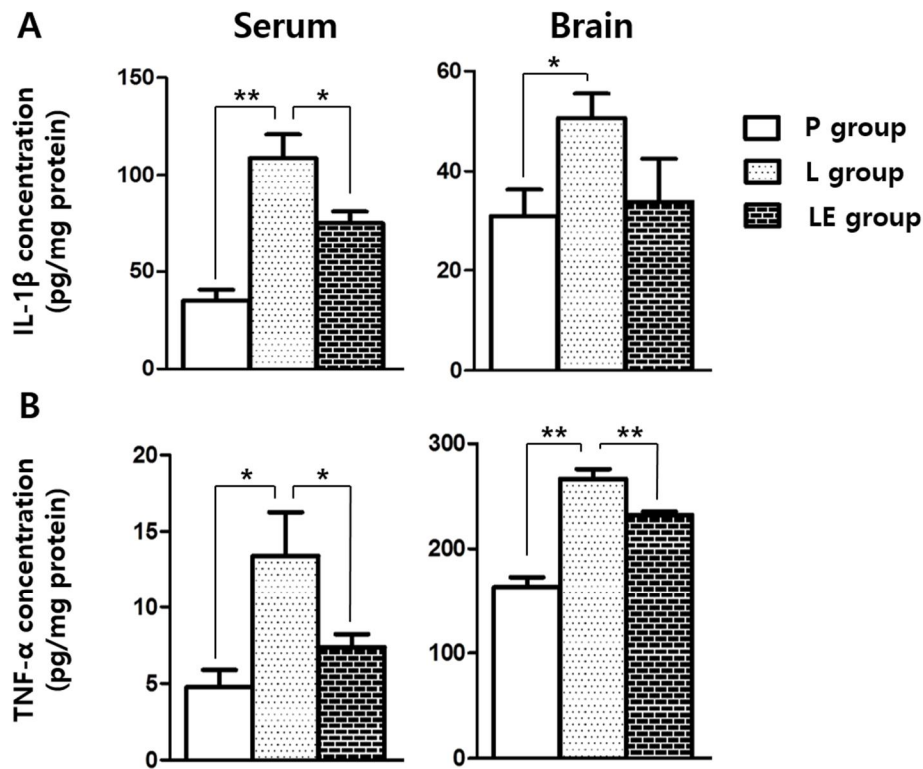 A
Serum
Brain
IL-1β concentration
(pg/mg protein)
150
100
50
0
**
*
60
40
20
0
*
P group
L group
LE group
B
TNF-α concentration
(pg/mg protein)
20
15
10
5
0
*
*
300
200
100
0
**
**